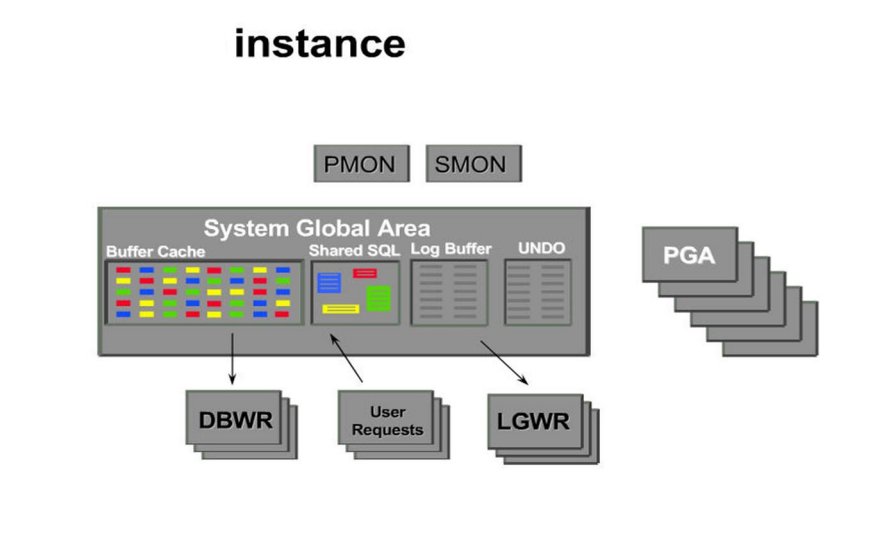 instance
PMON
SMON
System Global Area
Buffer Cache
Shared SQL
Log Buffer
UNDO
PGA
DBWR
User
Requests
LGWR